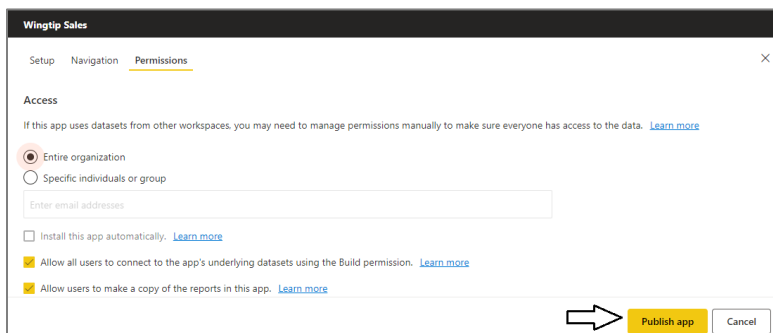 Wingtip Sales
Setup Navigation Permissions
Access
If this app uses datasets from other workspaces, you may need to manage permissions manually to make sure everyone has access to the data. Learn more
Entire organization
Specific individuals or group
Enter email addresses
Install this app automatically. Learn more
Allow all users to connect to the app's underlying datasets using the Build permission. Learn more
Allow users to make a copy of the reports in this app. Learn more
Publish app Cancel